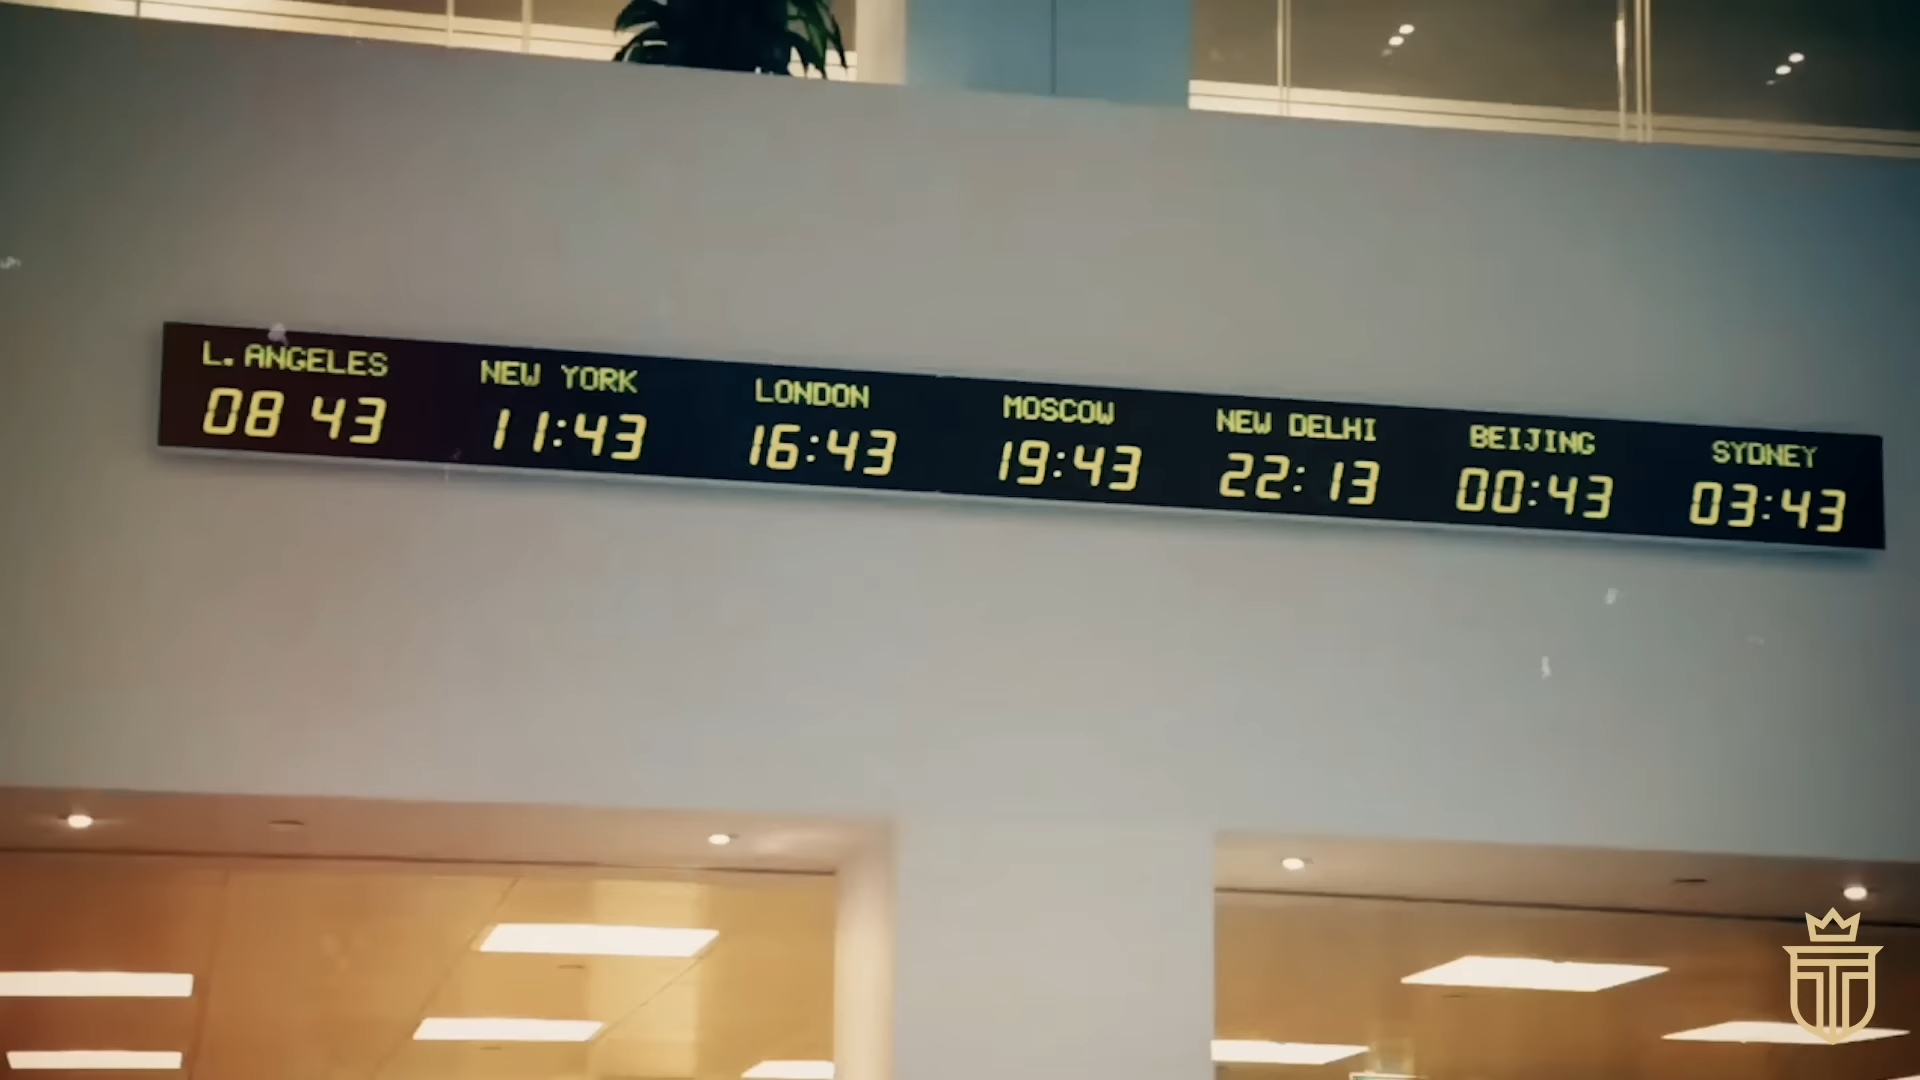 L. ANGELES NEW YORK LONDON MOSCOW NEW DELHI BEIJING SYDNEY
08 43 11:43 16:43 19:43 22:13 00:43 03:43